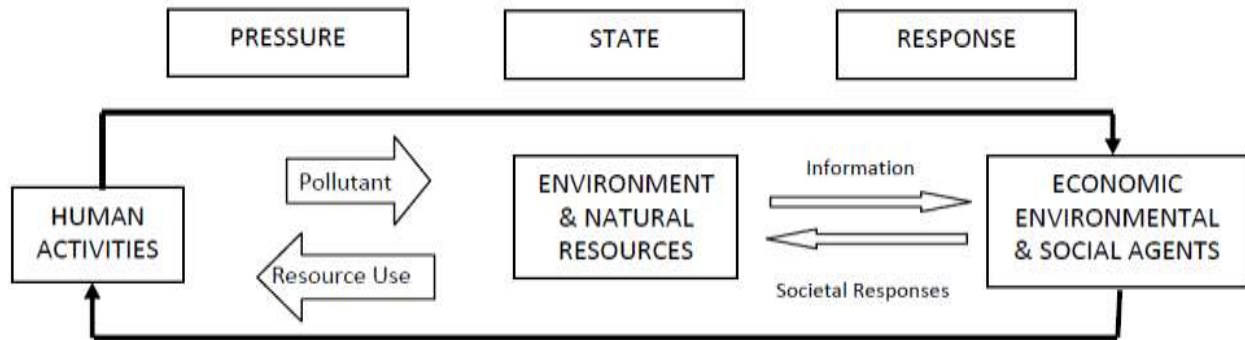 PRESSURE
STATE
RESPONSE
Pollutant
Resource Use
HUMAN
ACTIVITIES
ENVIRONMENT
& NATURAL
RESOURCES
Information
Societal Responses
ECONOMIC
ENVIRONMENTAL
& SOCIAL AGENTS